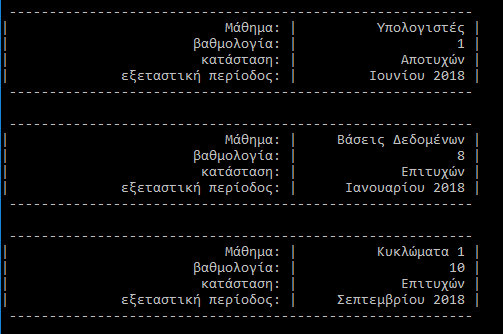 ---------------------------------------------------------
| Μάθημα: | Υπολογιστές |
| βαθμολογία: | 1 |
| κατάσταση: | Αποτυχών |
| εξεταστική περίοδος: | Ιουνίου 2018 |
---------------------------------------------------------
---------------------------------------------------------
| Μάθημα: | Βάσεις Δεδομένων |
| βαθμολογία: | 8 |
| κατάσταση: | Επιτυχών |
| εξεταστική περίοδος: | Ιανουαρίου 2018 |
---------------------------------------------------------
---------------------------------------------------------
| Μάθημα: | Κυκλώματα 1 |
| βαθμολογία: | 10 |
| κατάσταση: | Επιτυχών |
| εξεταστική περίοδος: | Σεπτεμβρίου 2018 |
---------------------------------------------------------